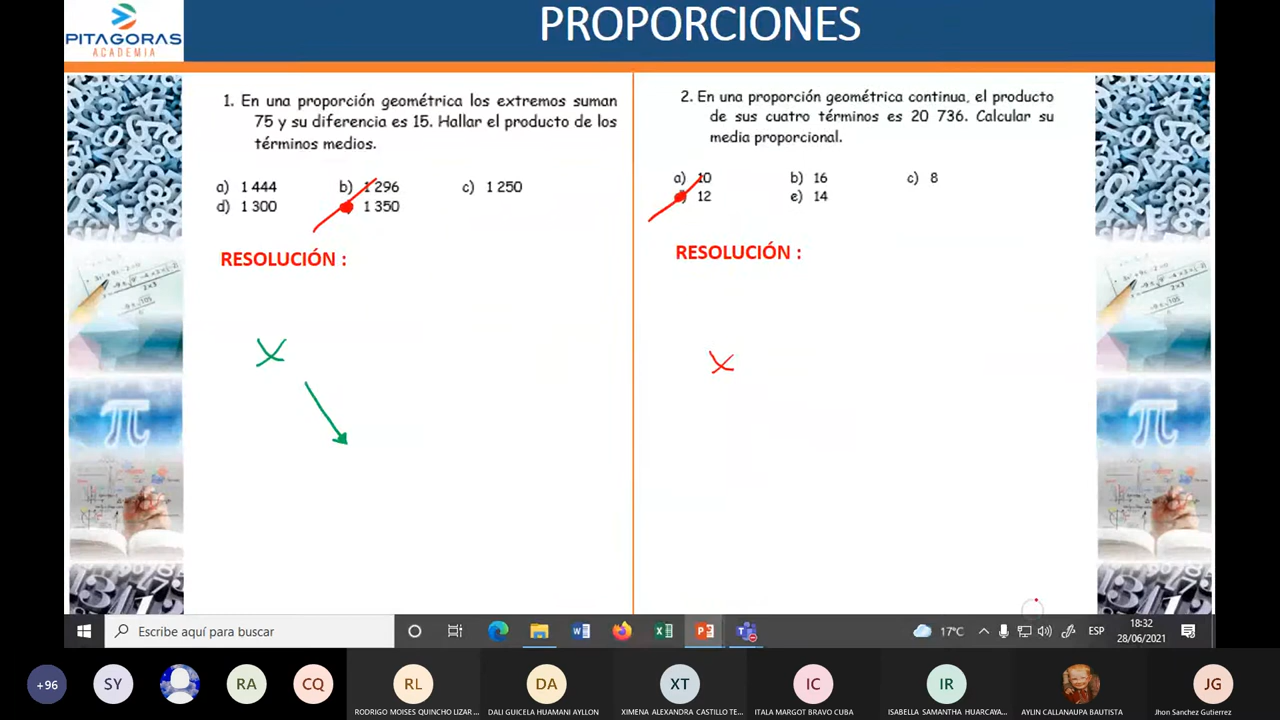 PITAGORAS
ACADEMIA
PROPORCIONES
1. En una proporción geométrica los extremos suman
75 y su diferencia es 15. Hallar el producto de los
términos medios.
a) 1 444 b) 1 296 c) 1 250
d) 1 300 1 350
RESOLUCIÓN :
2. En una proporción geométrica continua, el producto
de sus cuatro términos es 20 736. Calcular su
media proporcional.
a) 10 b) 16 c) 8
12 e) 14
RESOLUCIÓN :
Escribe aquí para buscar
17°C
ESP
18:32
28/06/2021
+96
SY
RA
CQ
RL
RODRIGO MOISES QUINCHO LIZAR ...
DA
DALI GUICELA HUAMANI AYLLON
XT
XIMENA ALEXANDRA CASTILLO TE...
IC
ITALA MARGOT BRAVO CUBA
IR
ISABELLA SAMANTHA HUARCAYA...
AYLIN CALLANAUPA BAUTISTA
JG
Jhon Sanchez Gutierrez